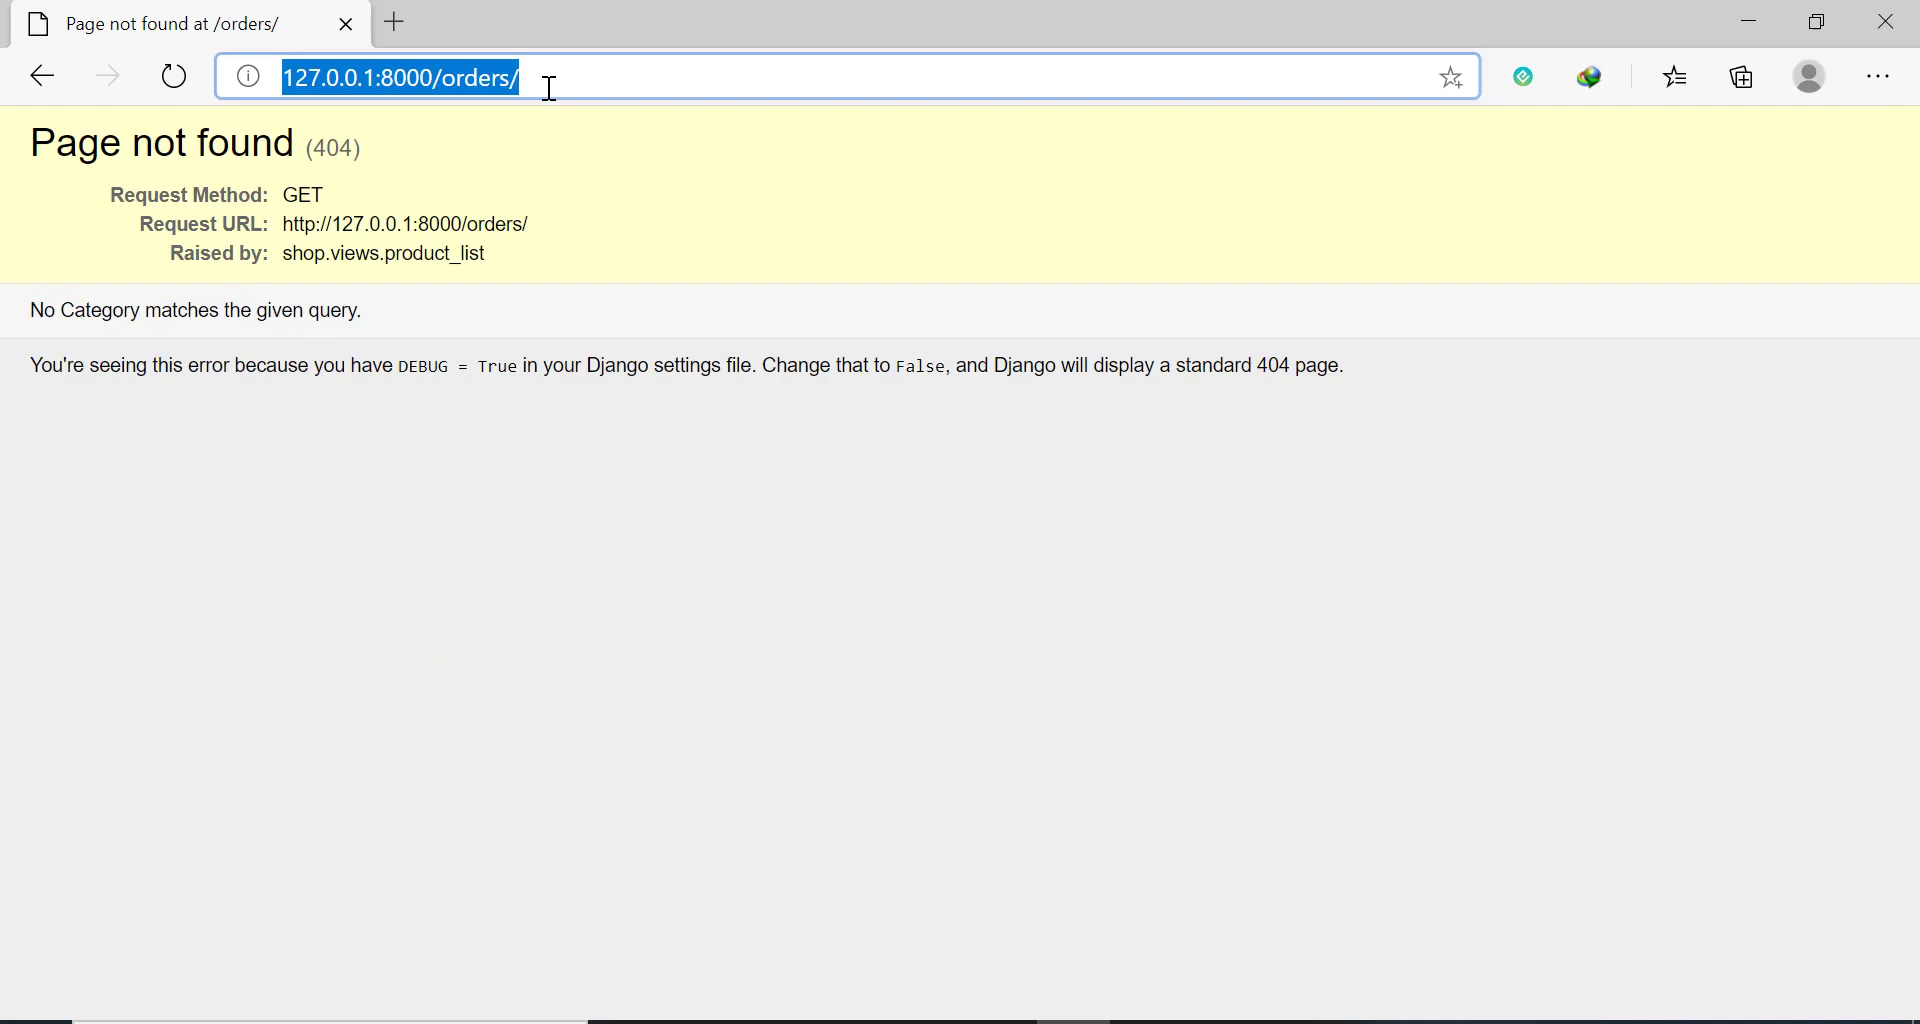 Page not found at /orders/
127.0.0.1:8000/orders/
Page not found (404)
Request Method: GET
Request URL: http://127.0.0.1:8000/orders/
Raised by: shop.views.product_list
No Category matches the given query.
You're seeing this error because you have DEBUG = True in your Django settings file. Change that to False, and Django will display a standard 404 page.